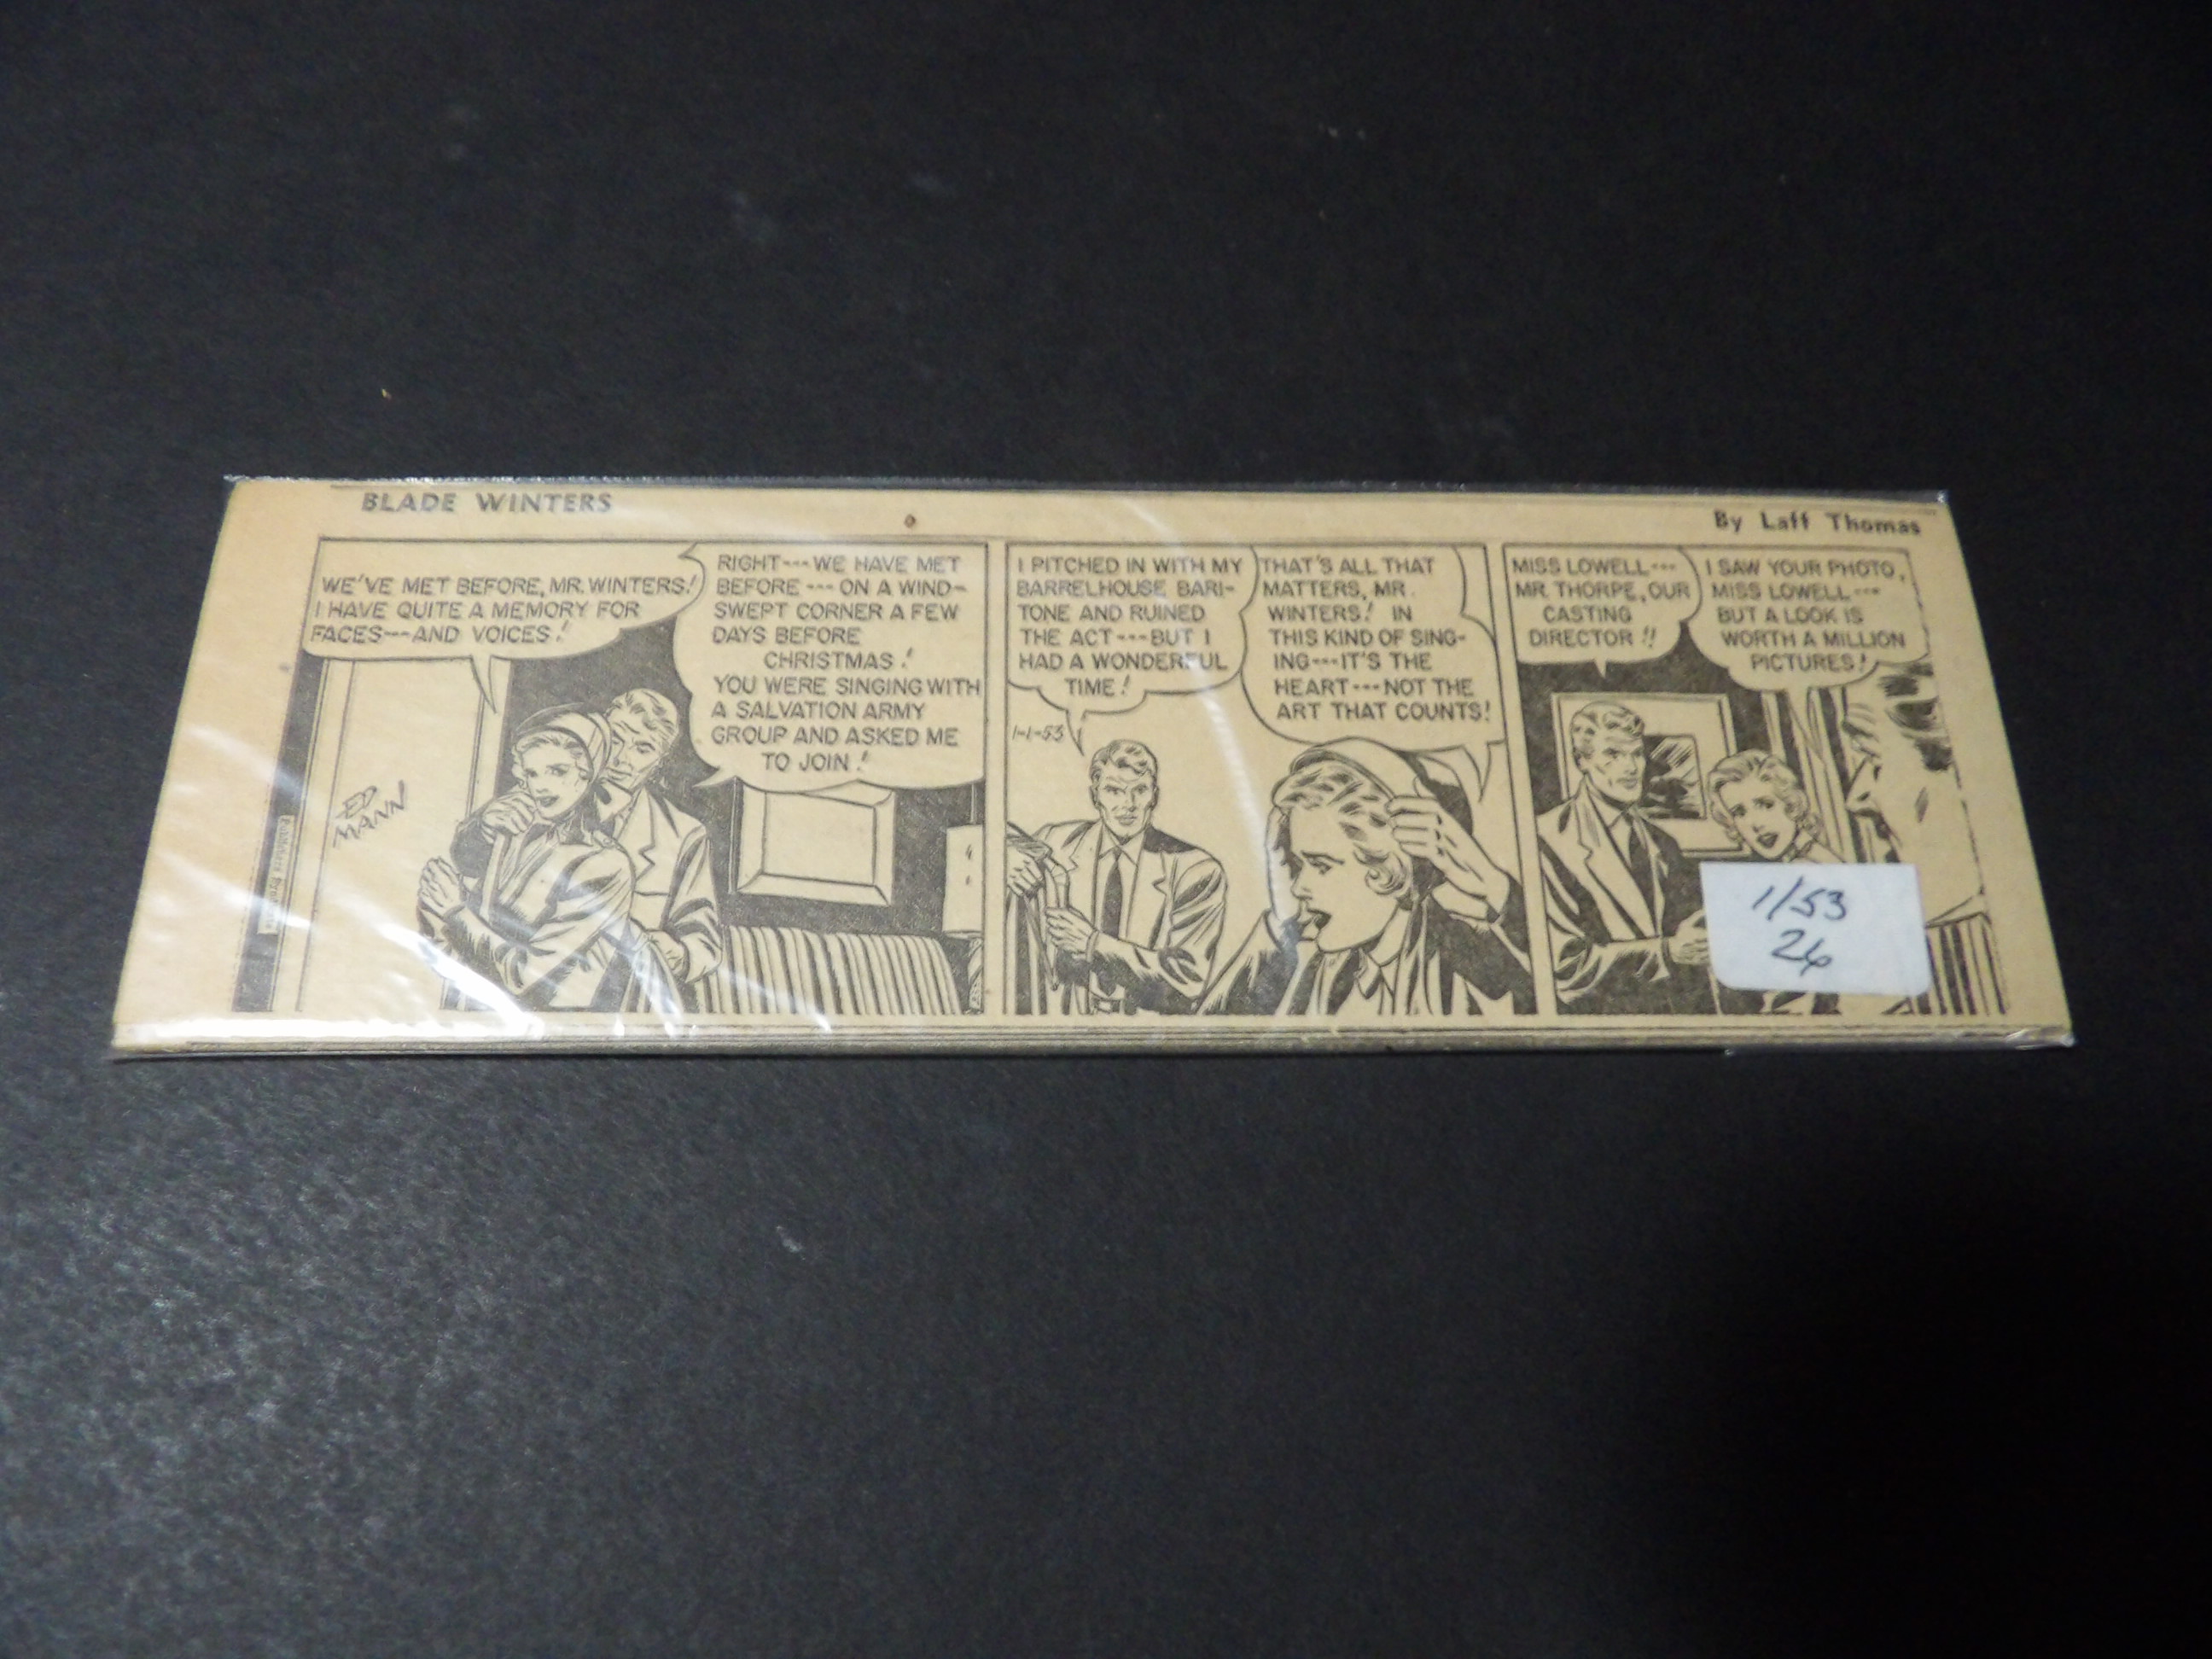 BLADE WINTERS
By Laff Thomas
WE'VE MET BEFORE, MR. WINTERS!
I HAVE QUITE A MEMORY FOR
FACES---AND VOICES!
RIGHT---WE HAVE MET
BEFORE --- ON A WIND-
SWEPT CORNER A FEW
DAYS BEFORE
CHRISTMAS!
YOU WERE SINGING WITH
A SALVATION ARMY
GROUP AND ASKED ME
TO JOIN!
ED
MANN
I PITCHED IN WITH MY
BARRELHOUSE BARI-
TONE AND RUINED
THE ACT---BUT I
HAD A WONDERFUL
TIME!
1-1-53
THAT'S ALL THAT
MATTERS, MR.
WINTERS! IN
THIS KIND OF SING-
ING---IT'S THE
HEART---NOT THE
ART THAT COUNTS!
MISS LOWELL---
MR. THORPE, OUR
CASTING
DIRECTOR!!
I SAW YOUR PHOTO,
MISS LOWELL---
BUT A LOOK IS
WORTH A MILLION
PICTURES!
1/53
26